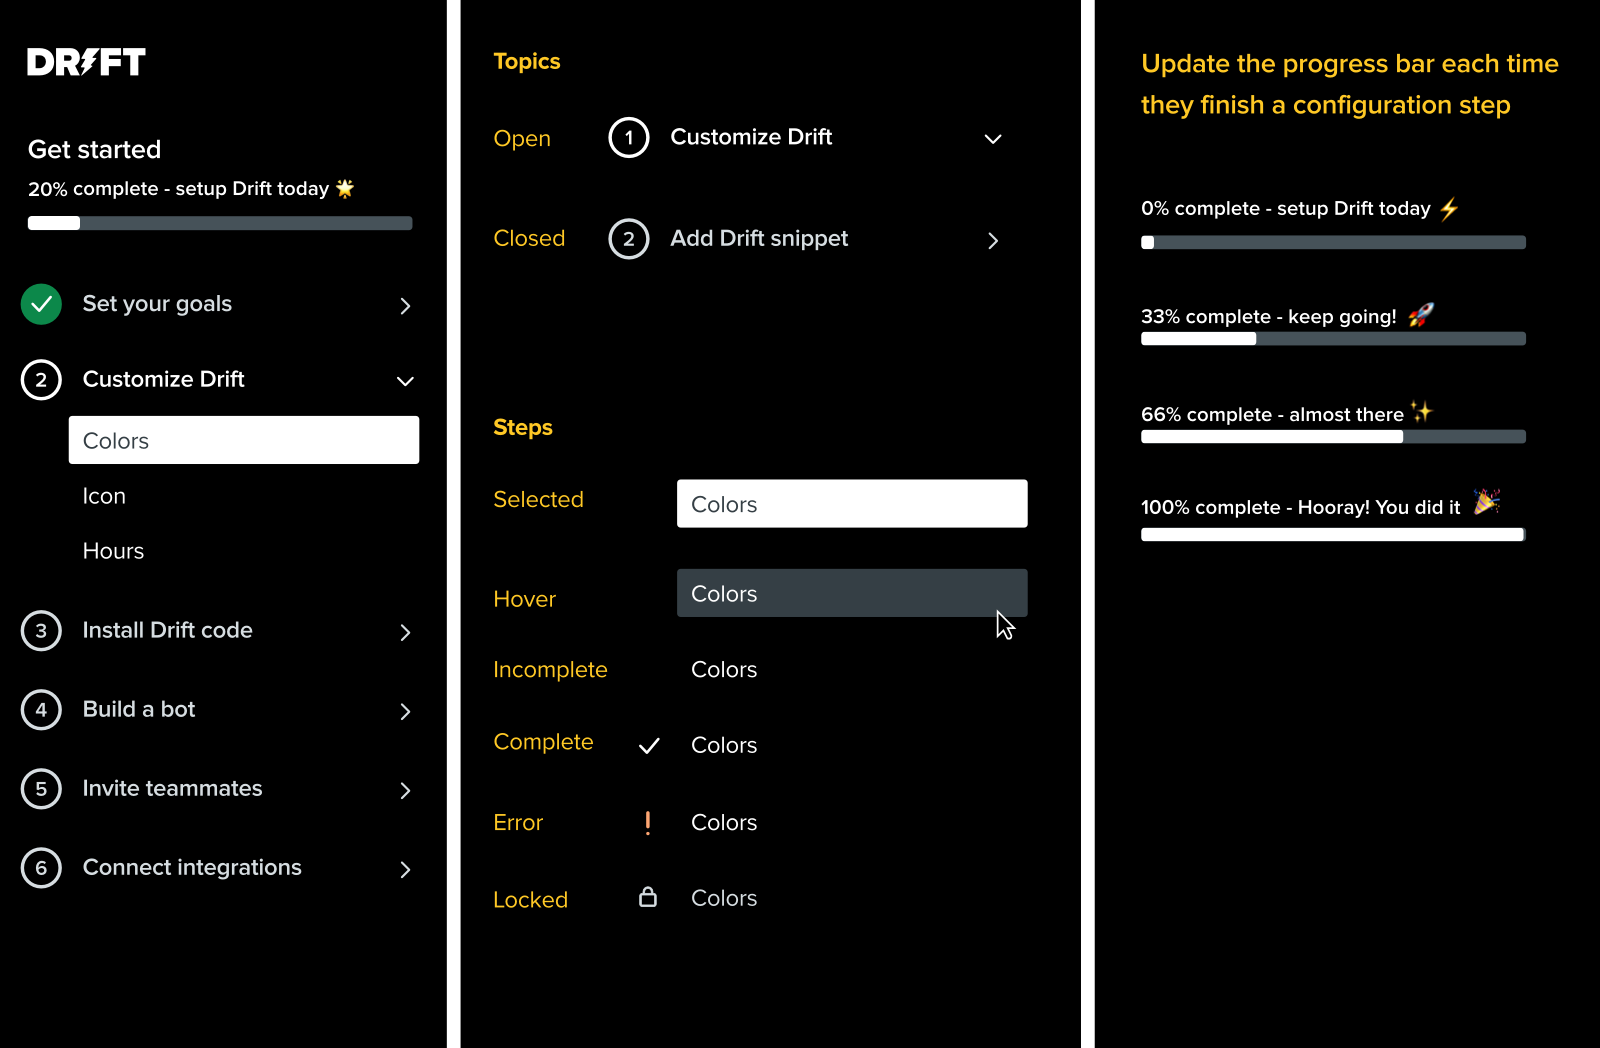 DRIFT
Get started
20% complete - setup Drift today 🌟
Set your goals
2 Customize Drift
Colors
Icon
Hours
3 Install Drift code
4 Build a bot
5 Invite teammates
6 Connect integrations
Topics
Open 1 Customize Drift
Closed 2 Add Drift snippet
Steps
Selected Colors
Hover Colors
Incomplete Colors
Complete Colors
Error ! Colors
Locked Colors
Update the progress bar each time
they finish a configuration step
0% complete - setup Drift today ⚡
33% complete - keep going! 🚀
66% complete - almost there ✨
100% complete - Hooray! You did it 🎉